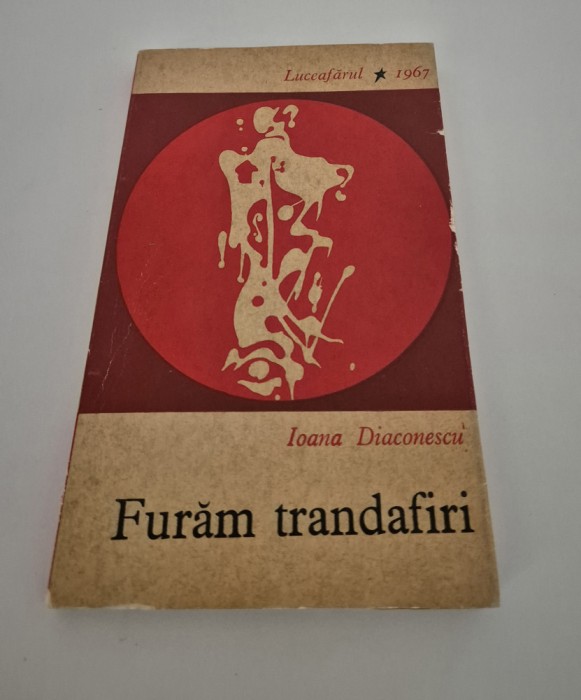 Luceafărul ★ 1967
Ioana Diaconescu
Furăm trandafiri